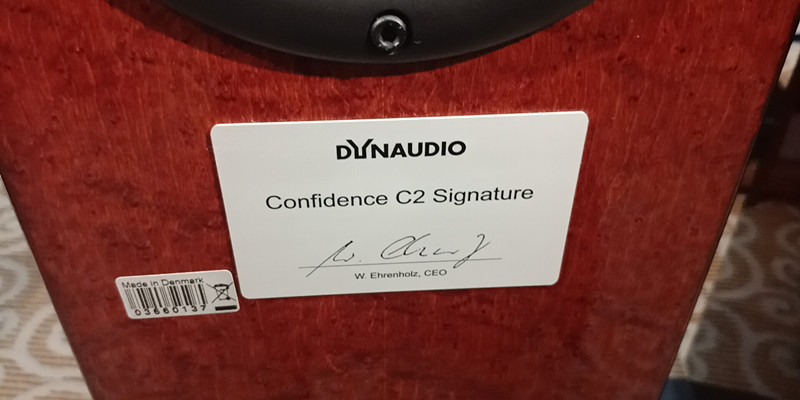 DYNAUDIO
Confidence C2 Signature
W. Ehrenholz, CEO
Made in Denmark
03660137